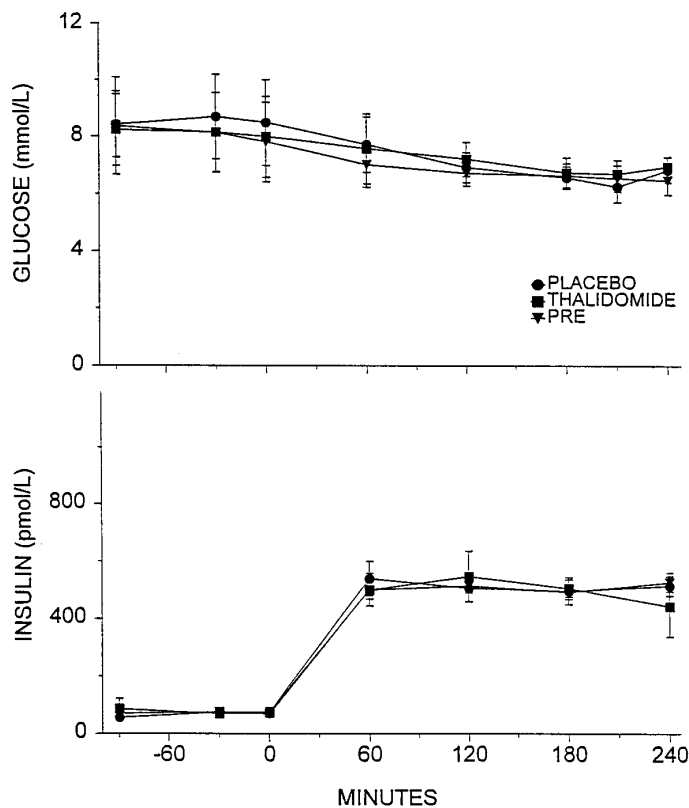 12
8
4
0
GLUCOSE (mmol/L)
PLACEBO
THALIDOMIDE
PRE
800
400
0
INSULIN (pmol/L)
-60 0 60 120 180 240
MINUTES